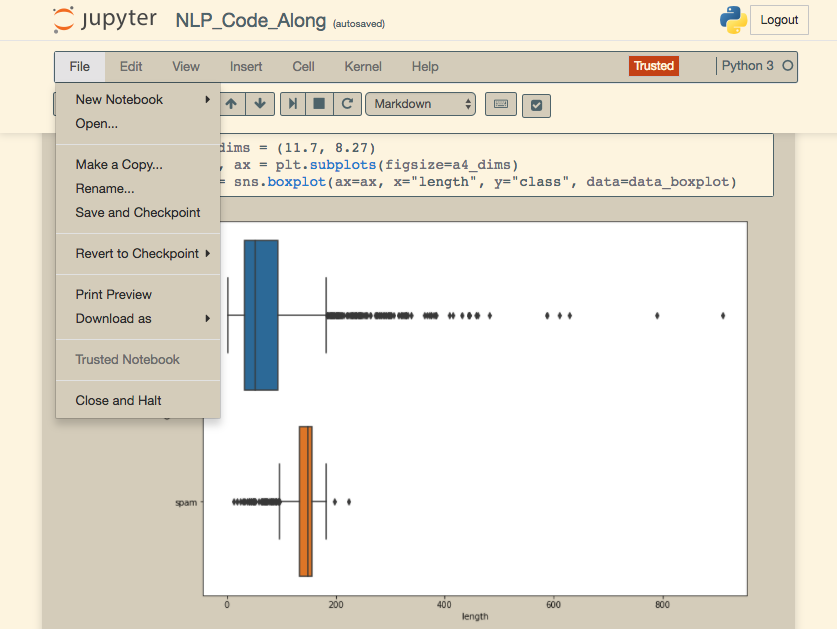 jupyter NLP_Code_Along (autosaved)
Logout
File Edit View Insert Cell Kernel Help Trusted Python 3
Markdown
New Notebook
Open...
Make a Copy...
Rename...
Save and Checkpoint
Revert to Checkpoint
Print Preview
Download as
Trusted Notebook
Close and Halt
dims = (11.7, 8.27)
, ax = plt.subplots(figsize=a4_dims)
= sns.boxplot(ax=ax, x="length", y="class", data=data_boxplot)
spam
0 200 400 600 800
length